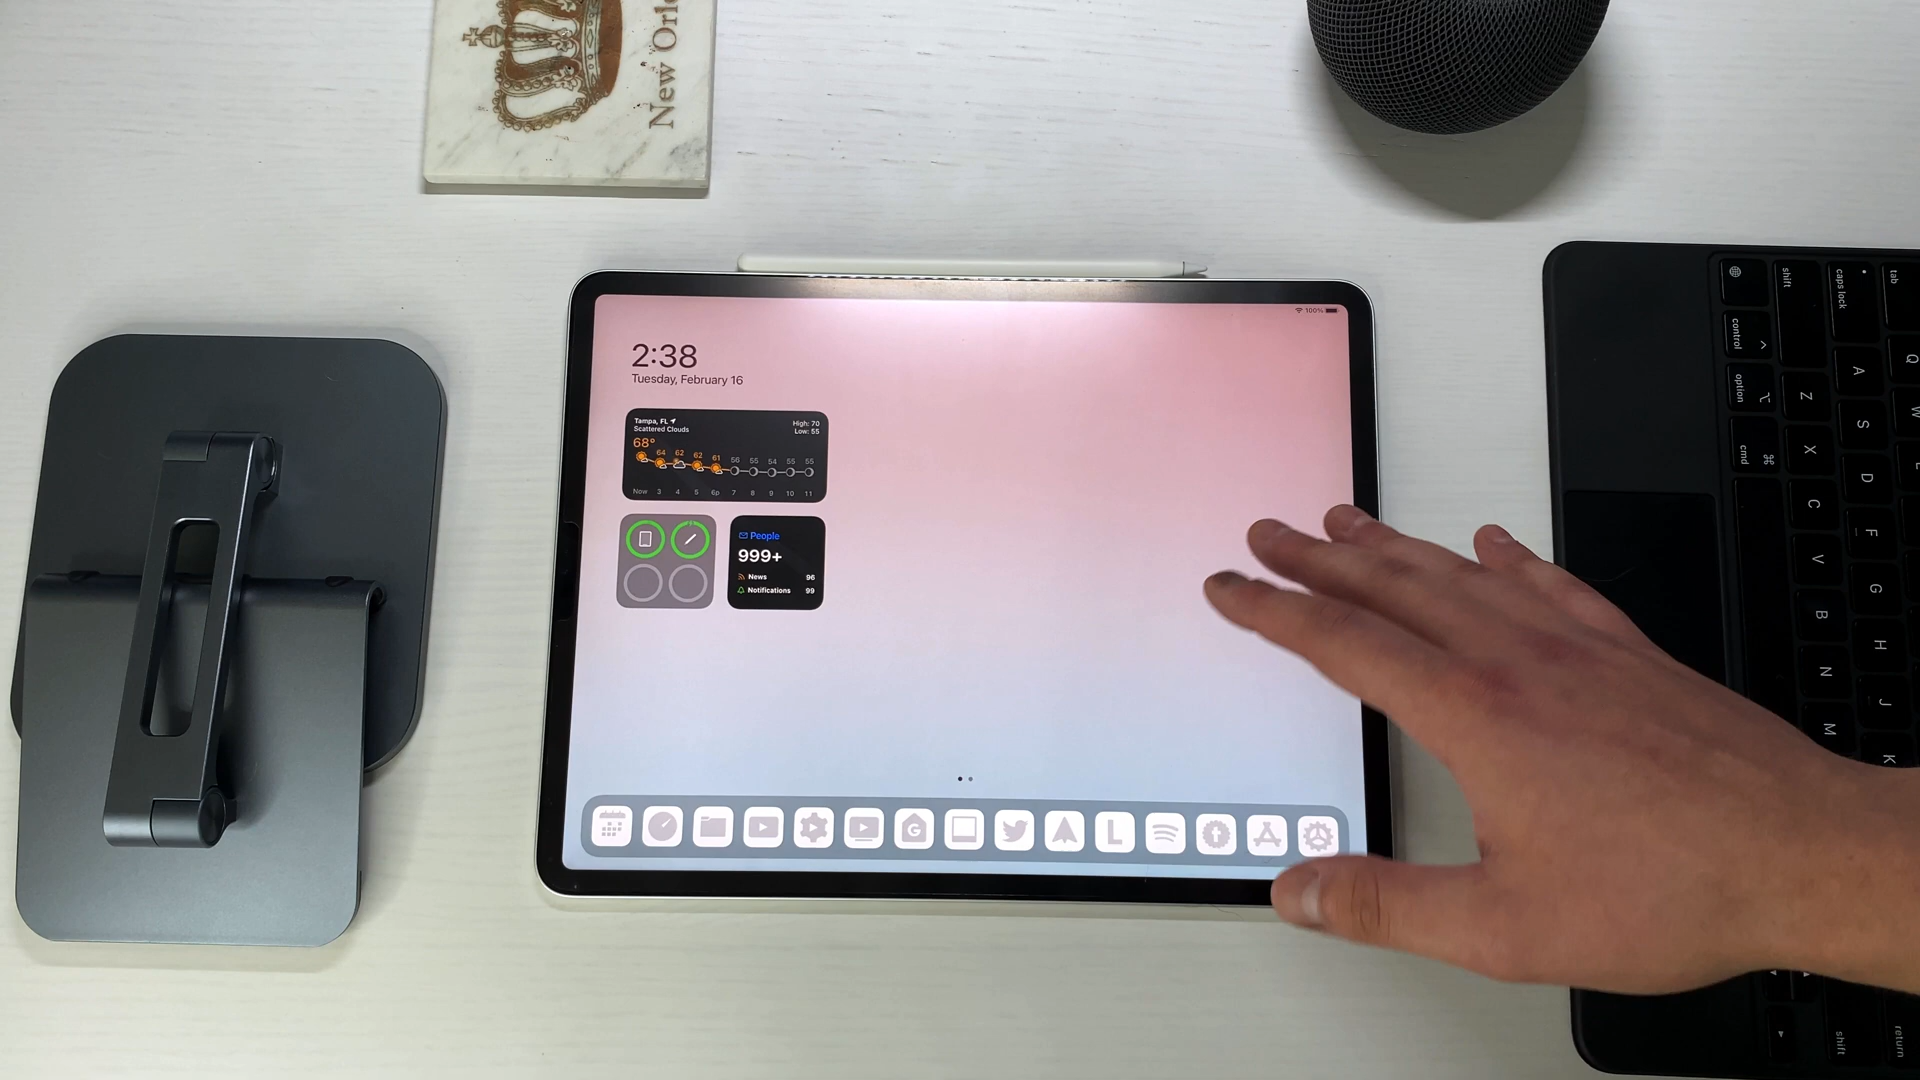 New Orl
100%
2:38
Tuesday, February 16
Tampa, FL
Scattered Clouds
High: 70
Low: 55
68°
64 62 62 61 56 55 54 55 55
Now 3 4 5 6p 7 8 9 10 11
People
999+
News 96
Notifications 99
G
L
tab
caps lock
shift
control
option
cmd
Q
W
A
S
D
F
G
H
J
K
Z
X
C
V
B
N
M
shift
return